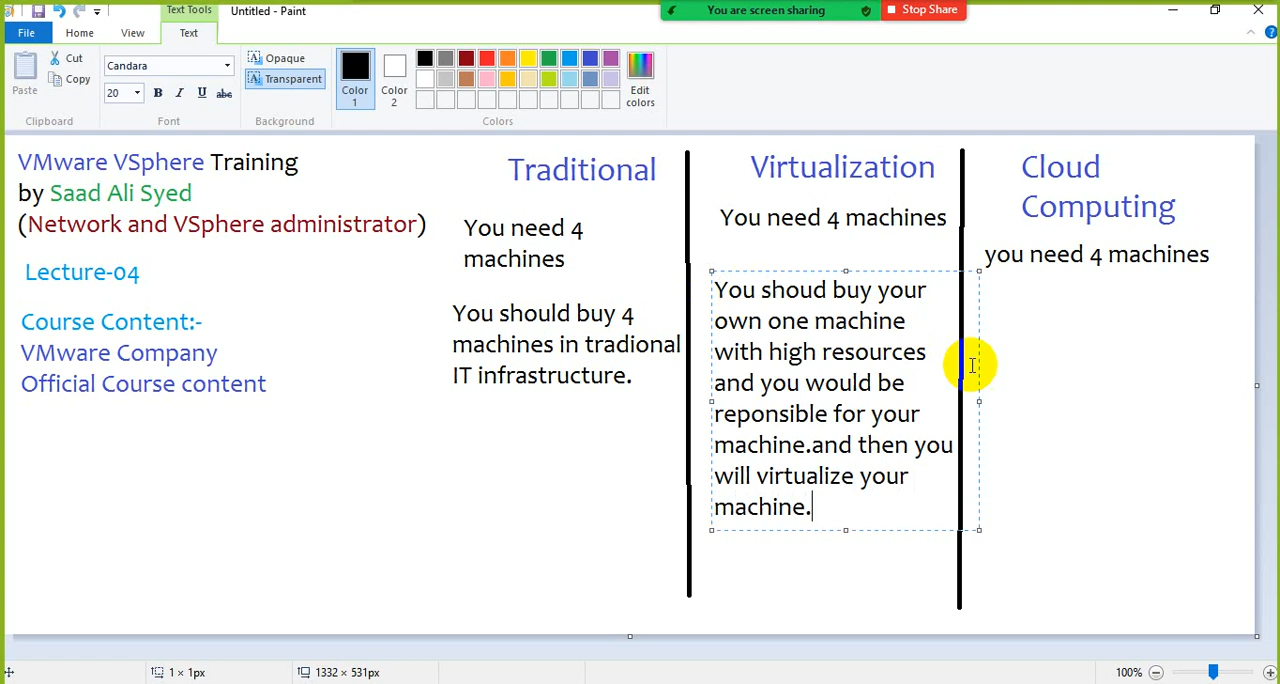 Text Tools
Untitled - Paint
You are screen sharing
Stop Share
File
Home
View
Text
Paste
Cut
Copy
Clipboard
Candara
20
B I U abc
Font
Opaque
Transparent
Background
Color
1
Color
2
Edit
colors
Colors
VMware VSphere Training
by Saad Ali Syed
(Network and VSphere administrator)
Lecture-04
Course Content:-
VMware Company
Official Course content
Traditional
You need 4
machines
You should buy 4
machines in tradional
IT infrastructure.
Virtualization
You need 4 machines
You shoud buy your
own one machine
with high resources
and you would be
reponsible for your
machine.and then you
will virtualize your
machine.
Cloud
Computing
you need 4 machines
1 × 1px
1332 × 531px
100%